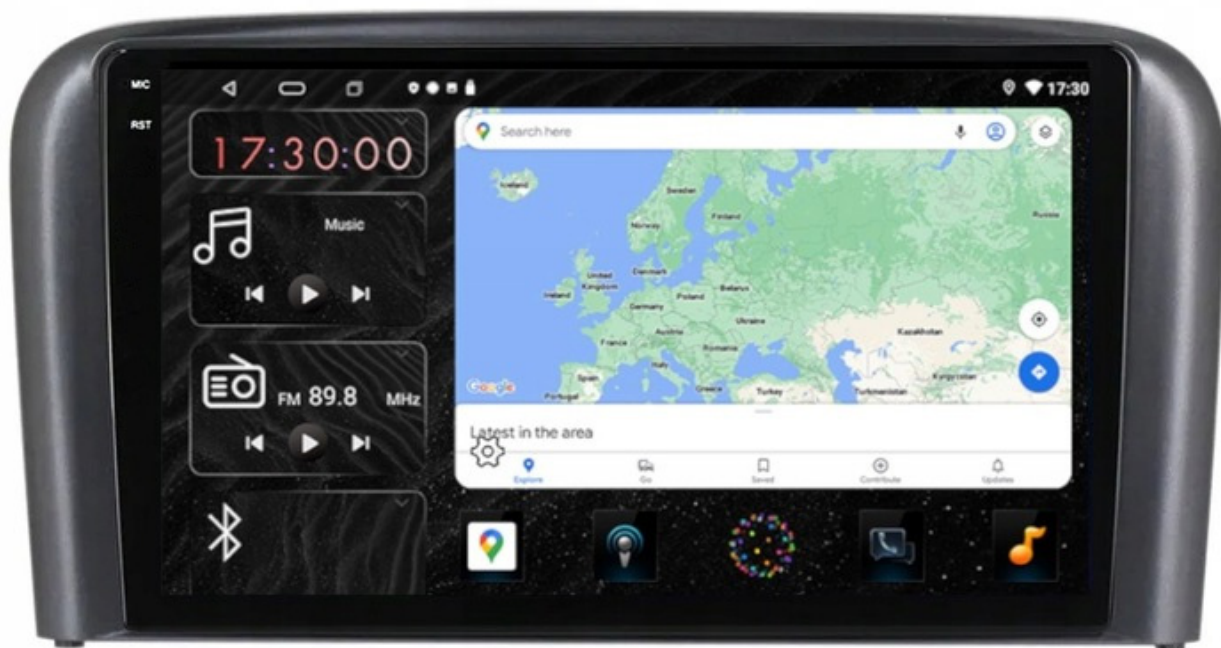 MIC
RST
17:30
17:30:00
Music
FM 89.8 MHz
Search here
Iceland
Sweden
Finland
Norway
Russia
United Kingdom
Denmark
Ireland
Belarus
Poland
Germany
Ukraine
Kazakhstan
Austria
France
Romania
Italy
Spain
Portugal
Greece
Turkey
Turkmenistan
Kyrgyzstan
Google
Latest in the area
Explore
Go
Saved
Contribute
Updates